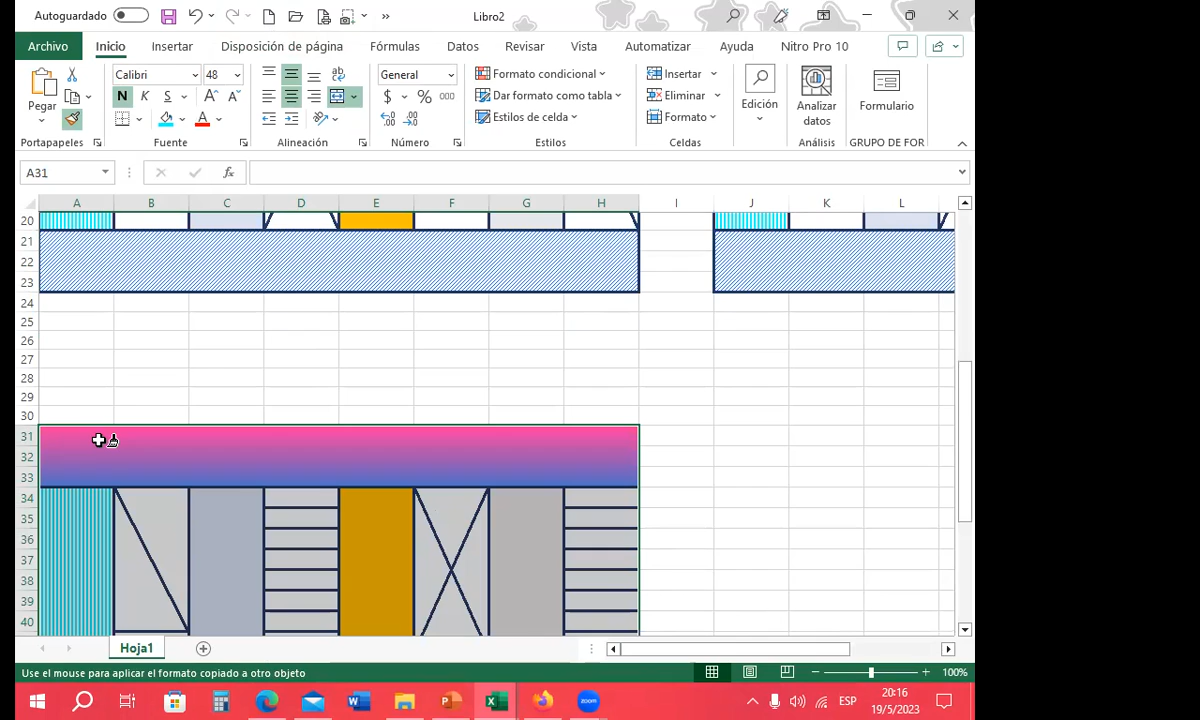 Autoguardado
Libro2
Archivo Inicio Insertar Disposición de página Fórmulas Datos Revisar Vista Automatizar Ayuda Nitro Pro 10
Pegar
Calibri 48
N K S A A
A
ab
General
$ % 000
Formato condicional
Dar formato como tabla
Estilos de celda
Insertar
Eliminar
Formato
Edición
Analizar
datos
Formulario
Portapapeles Fuente Alineación Número Estilos Celdas Análisis GRUPO DE FOR
A31 fx
A B C D E F G H I J K L
20
21
22
23
24
25
26
27
28
29
30
31
32
33
34
35
36
37
38
39
40
Hoja1
Use el mouse para aplicar el formato copiado a otro objeto 100%
zoom
ESP
20:16
19/5/2023